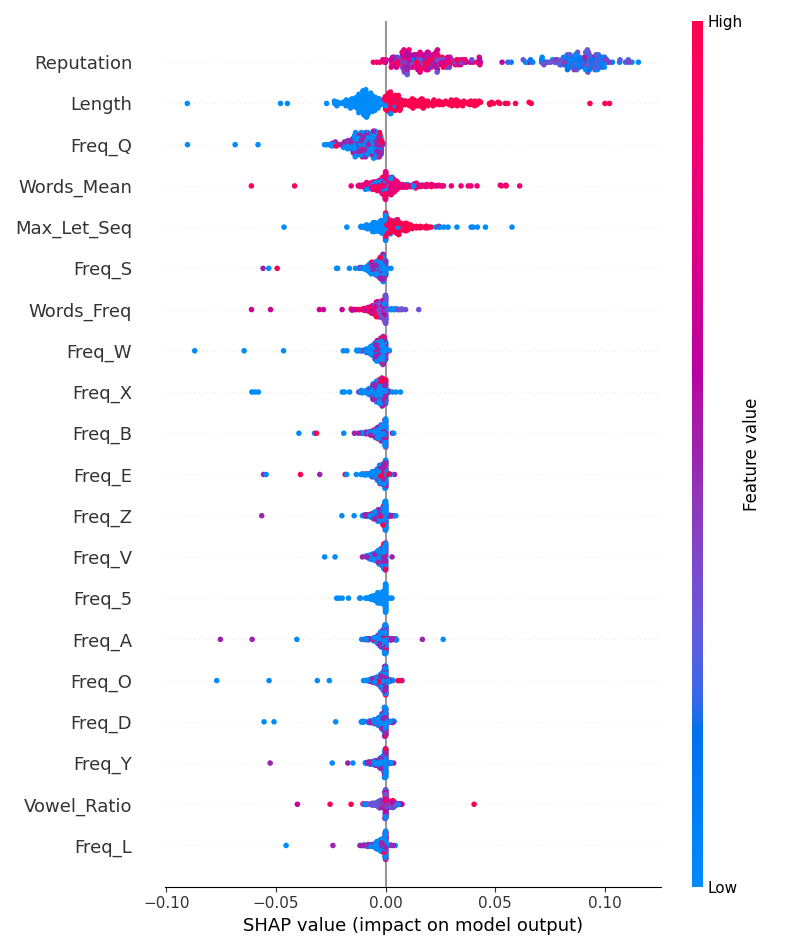 High
Reputation
Length
Freq_Q
Words_Mean
Max_Let_Seq
Freq_S
Words_Freq
Freq_W
Freq_X
Freq_B
Freq_E
Freq_Z
Freq_V
Freq_5
Freq_A
Freq_O
Freq_D
Freq_Y
Vowel_Ratio
Freq_L
Feature value
Low
−0.10 −0.05 0.00 0.05 0.10
SHAP value (impact on model output)